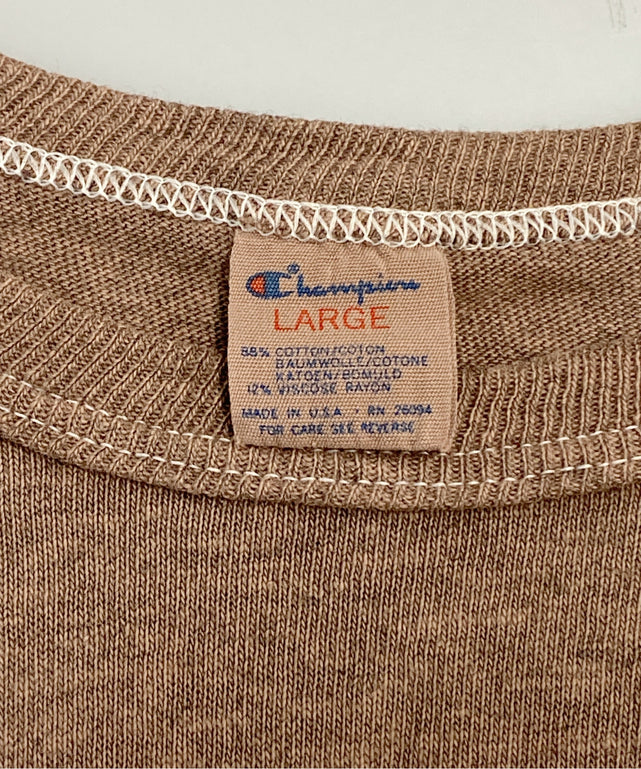 Champion
LARGE
88% COTTON/COTON
BAUMWOLLE/COTONE
KATOEN/BOMULD
12% VISCOSE RAYON
MADE IN U.S.A. • RN 26094
FOR CARE SEE REVERSE